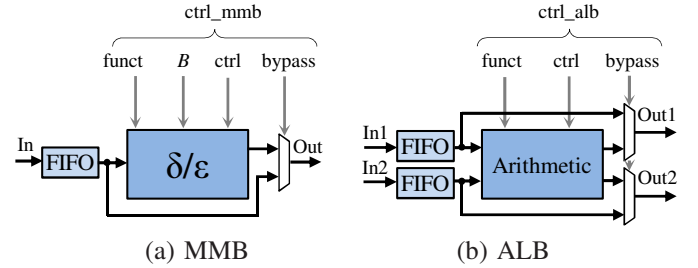 ctrl_mmb
funct B ctrl bypass
In
FIFO
δ/ε
Out
(a) MMB
ctrl_alb
funct ctrl bypass
In1
FIFO
In2
FIFO
Arithmetic
Out1
Out2
(b) ALB